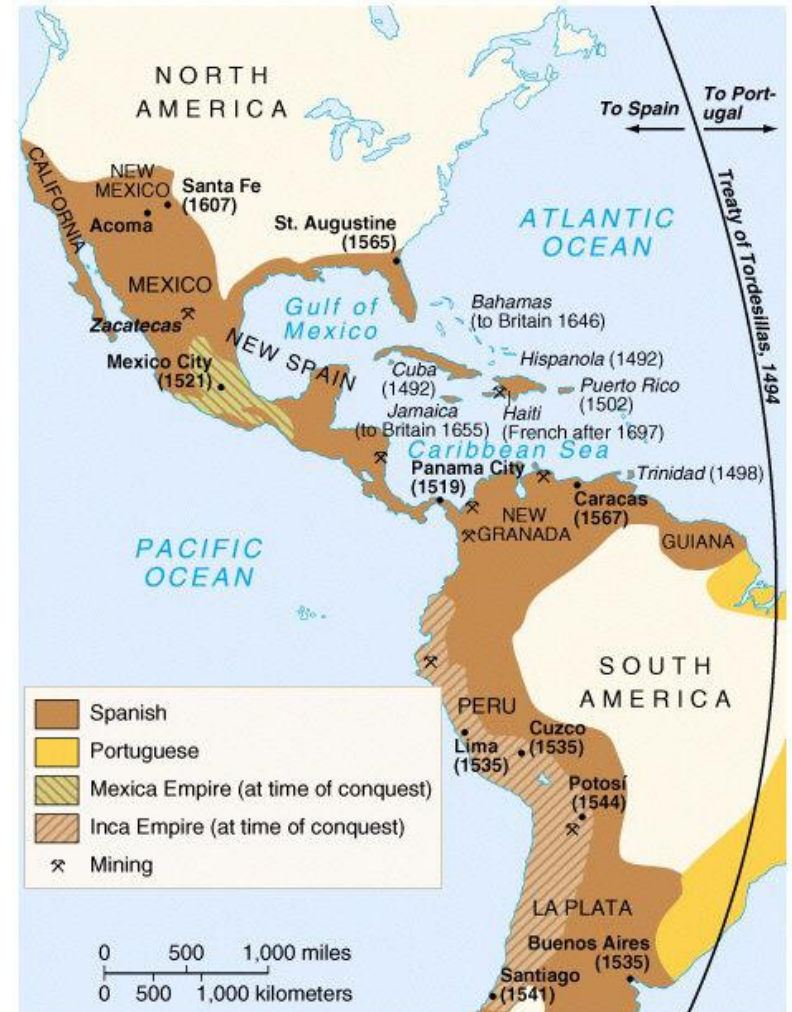 NORTH
AMERICA
To Spain
To Port-
ugal
Treaty of Tordesillas, 1494
CALIFORNIA
NEW
MEXICO
Santa Fe
(1607)
Acoma
St. Augustine
(1565)
ATLANTIC
OCEAN
MEXICO
Zacatecas
Gulf of
Mexico
Bahamas
(to Britain 1646)
Mexico City
(1521)
NEW SPAIN
Cuba
(1492)
Hispanola (1492)
Puerto Rico
(1502)
Jamaica
(to Britain 1655)
Haiti
(French after 1697)
Caribbean Sea
Panama City
(1519)
Trinidad (1498)
Caracas
(1567)
NEW
GRANADA
GUIANA
PACIFIC
OCEAN
SOUTH
AMERICA
PERU
Lima
(1535)
Cuzco
(1535)
Potosí
(1544)
LA PLATA
Buenos Aires
(1535)
Santiago
(1541)
Spanish
Portuguese
Mexica Empire (at time of conquest)
Inca Empire (at time of conquest)
Mining
0 500 1,000 miles
0 500 1,000 kilometers